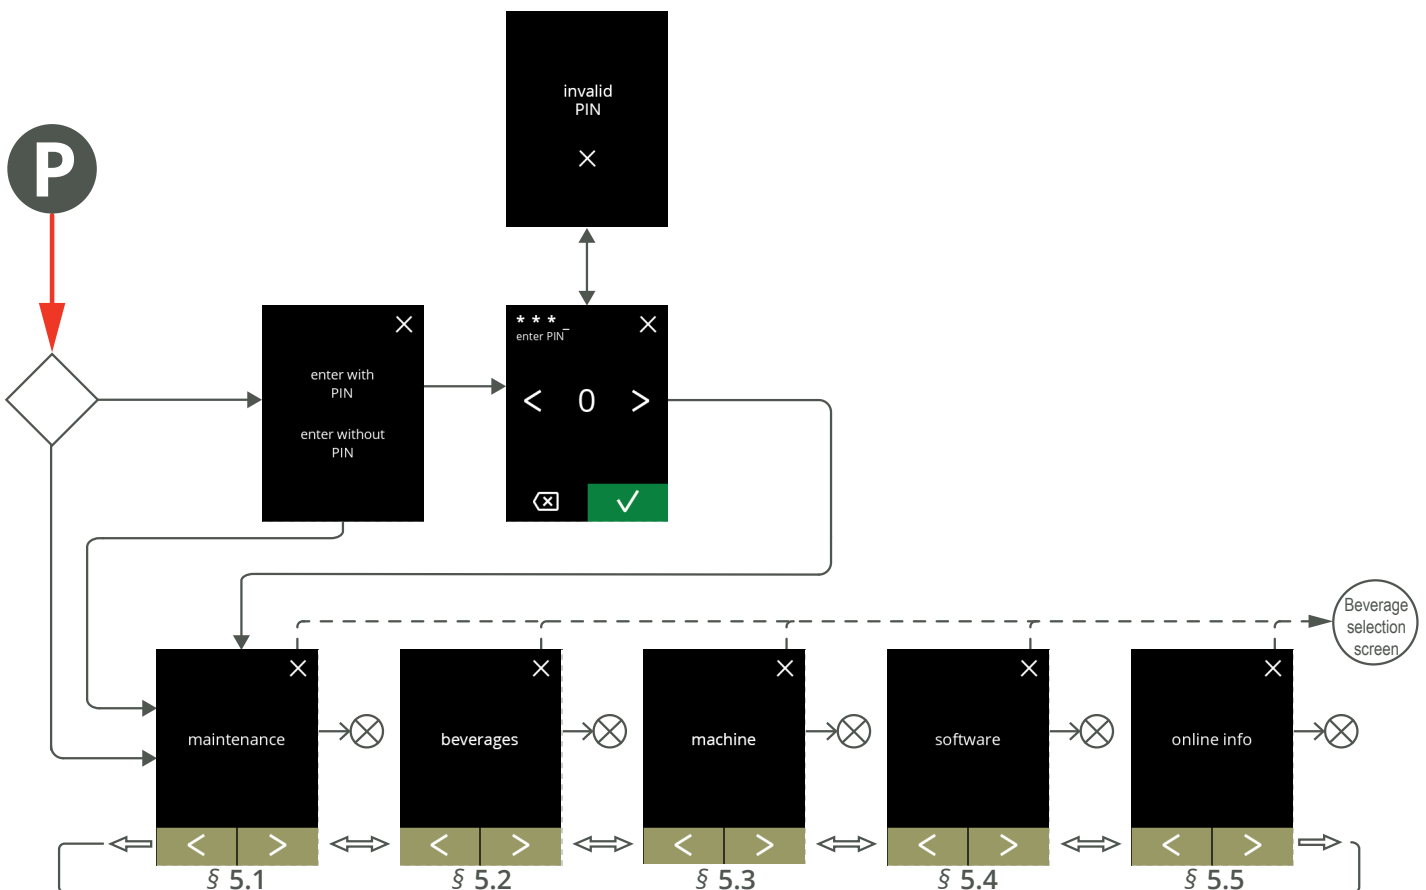 invalid
PIN
P
* * * _
enter PIN
< 0 >
enter with
PIN
enter without
PIN
Beverage
selection
screen
maintenance
beverages
machine
software
online info
< >
< >
< >
< >
< >
§ 5.1
§ 5.2
§ 5.3
§ 5.4
§ 5.5